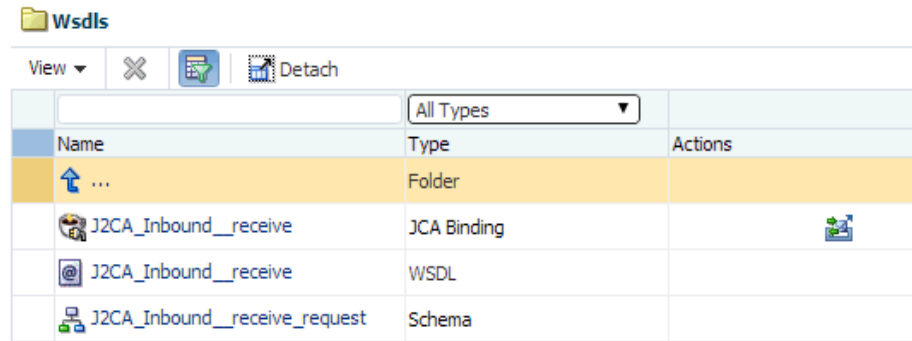 Wsdls
View Detach
All Types
Name Type Actions
... Folder
J2CA_Inbound__receive JCA Binding
@ J2CA_Inbound__receive WSDL
J2CA_Inbound__receive_request Schema